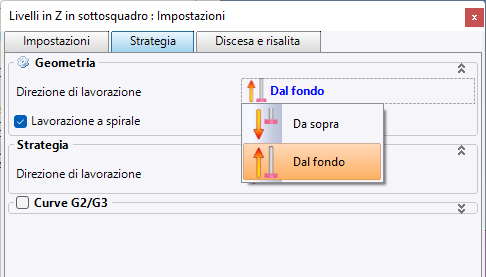 Livelli in Z in sottosquadro : Impostazioni
x
Impostazioni
Strategia
Discesa e risalita
Geometria
Direzione di lavorazione
Dal fondo
Lavorazione a spirale
Da sopra
Dal fondo
Strategia
Direzione di lavorazione
Curve G2/G3